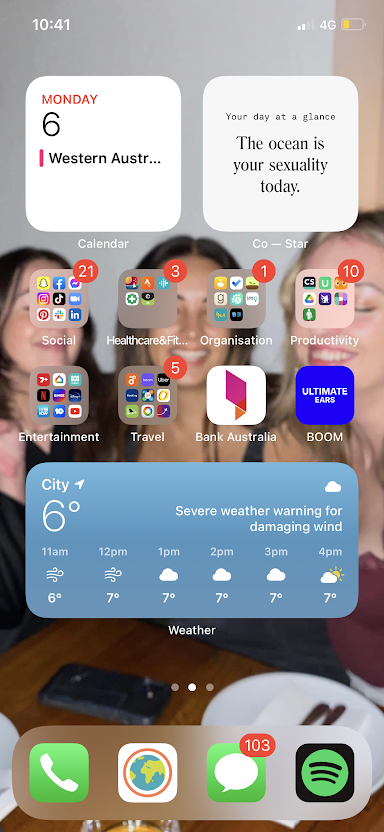 10:41
4G
MONDAY
6
Western Austr...
Calendar
Your day at a glance
The ocean is
your sexuality
today.
Co — Star
21
3
1
10
Social
Healthcare&Fit...
Organisation
Productivity
5
ULTIMATE
EARS
Entertainment
Travel
Bank Australia
BOOM
City
6°
Severe weather warning for
damaging wind
11am
12pm
1pm
2pm
3pm
4pm
6°
7°
7°
7°
7°
7°
Weather
103